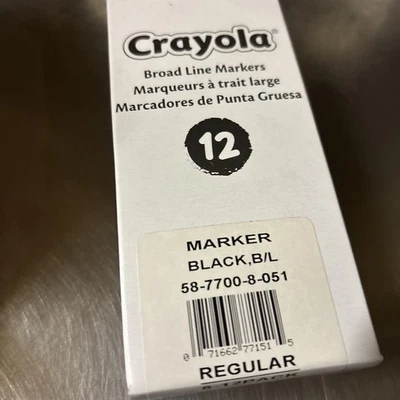 Crayola®
Broad Line Markers
Marqueurs à trait large
Marcadores de Punta Gruesa
12
MARKER
BLACK,B/L
58-7700-8-051
0 71662 77151 5
REGULAR